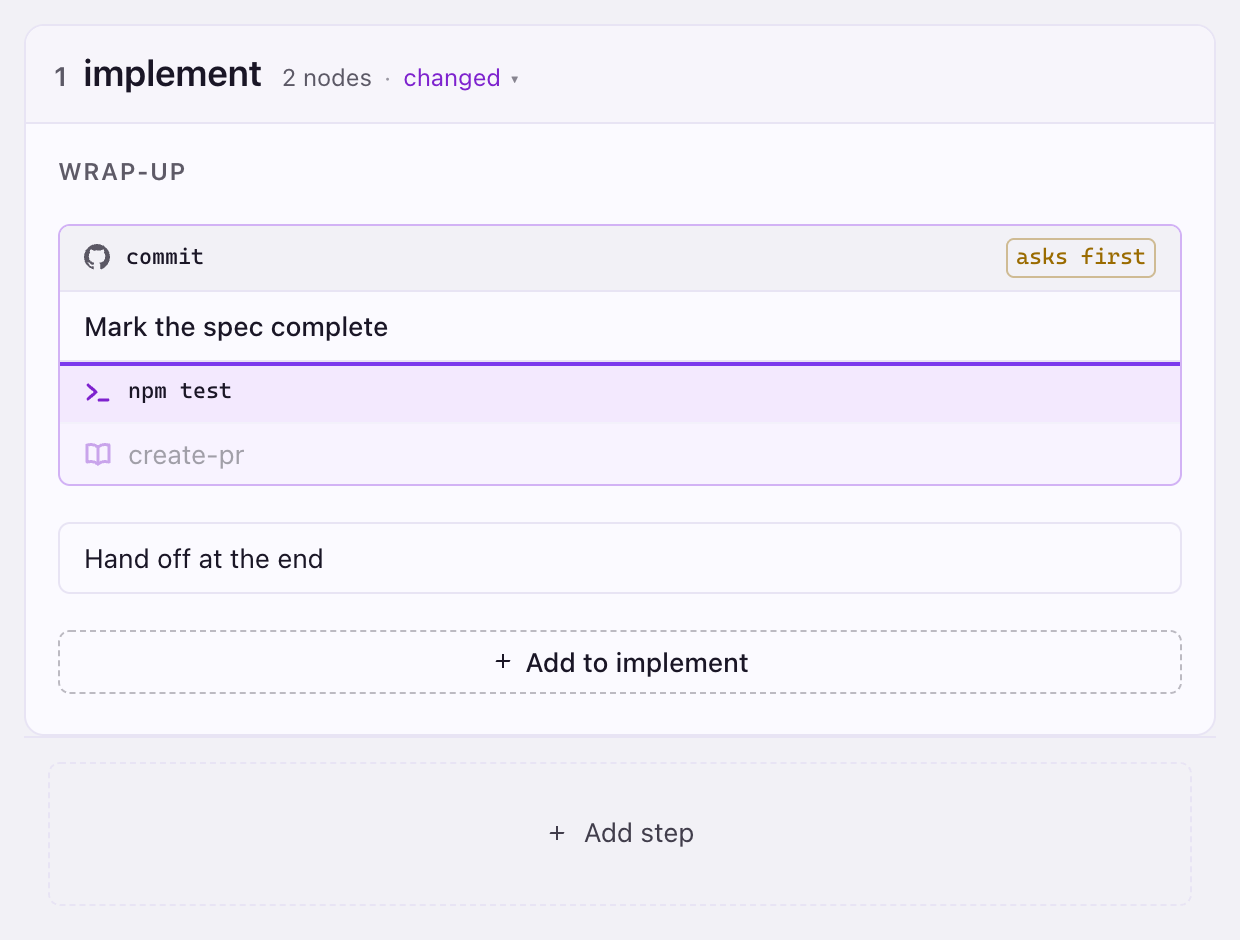 1 implement 2 nodes · changed ▾
WRAP-UP
commit asks first
Mark the spec complete
npm test
create-pr
Hand off at the end
+ Add to implement
+ Add step